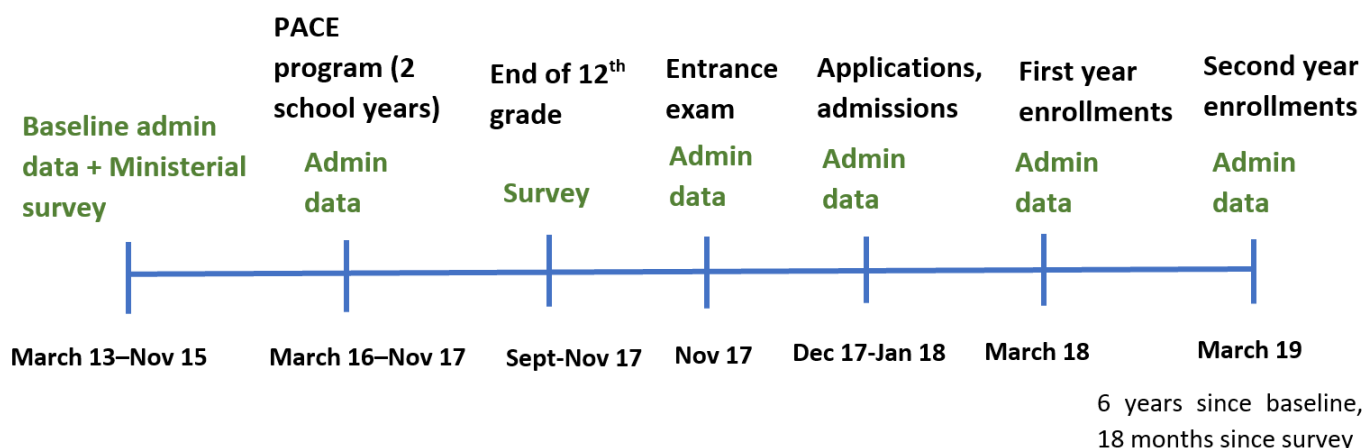 PACE
program (2
school years)
Admin
data
Baseline admin
data + Ministerial
survey
End of 12th
grade
Survey
Entrance
exam
Admin
data
Applications,
admissions
Admin
data
First year
enrollments
Admin
data
Second year
enrollments
Admin
data
March 13–Nov 15
March 16–Nov 17
Sept-Nov 17
Nov 17
Dec 17-Jan 18
March 18
March 19
6 years since baseline,
18 months since survey